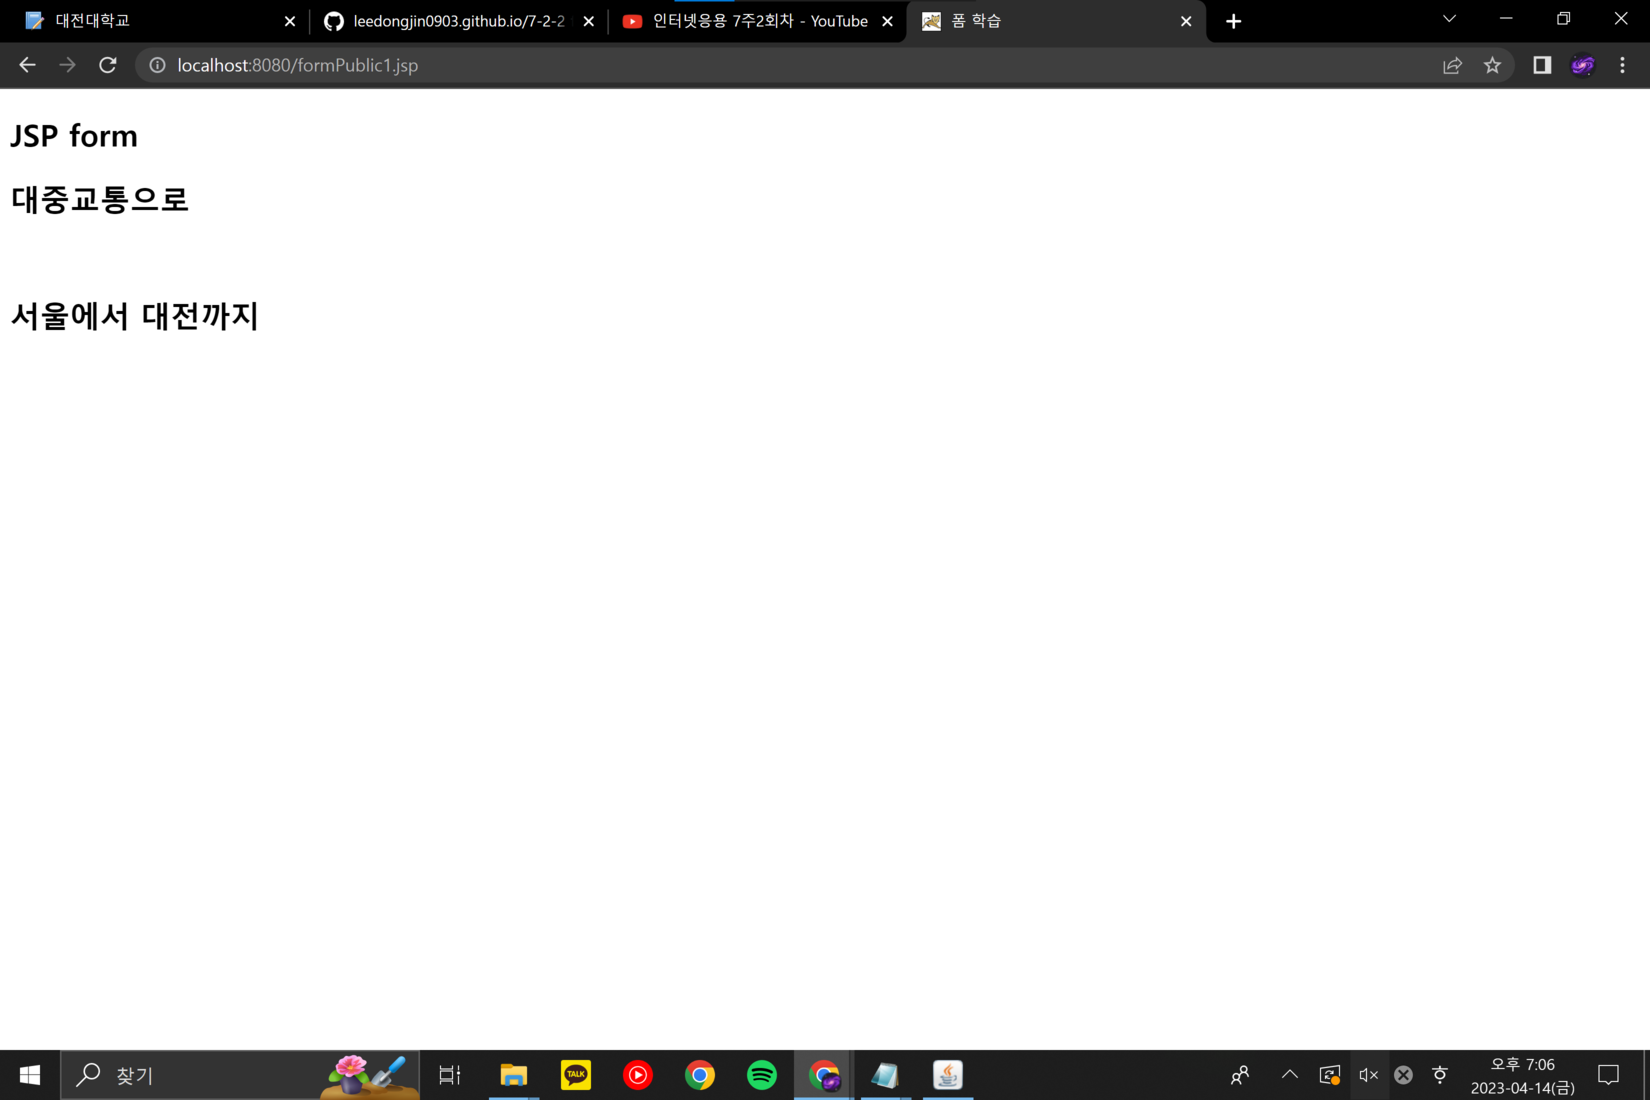 대전대학교
leedongjin0903.github.io/7-2-2
인터넷응용 7주2회차 - YouTube
폼 학습
localhost:8080/formPublic1.jsp
JSP form
대중교통으로
서울에서 대전까지
찾기
TALK
오후 7:06
2023-04-14(금)